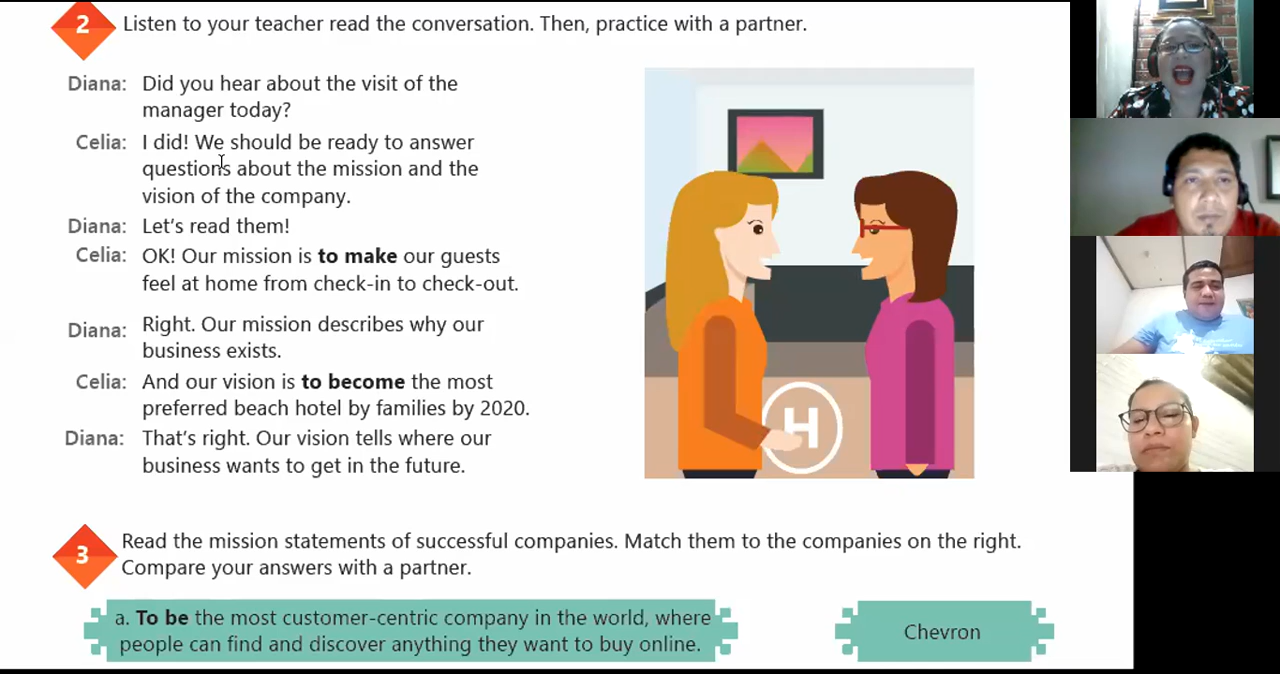 2 Listen to your teacher read the conversation. Then, practice with a partner.
Diana: Did you hear about the visit of the
manager today?
Celia: I did! We should be ready to answer
questions about the mission and the
vision of the company.
Diana: Let's read them!
Celia: OK! Our mission is to make our guests
feel at home from check-in to check-out.
Diana: Right. Our mission describes why our
business exists.
Celia: And our vision is to become the most
preferred beach hotel by families by 2020.
Diana: That's right. Our vision tells where our
business wants to get in the future.
H
3 Read the mission statements of successful companies. Match them to the companies on the right.
Compare your answers with a partner.
a. To be the most customer-centric company in the world, where
people can find and discover anything they want to buy online.
Chevron